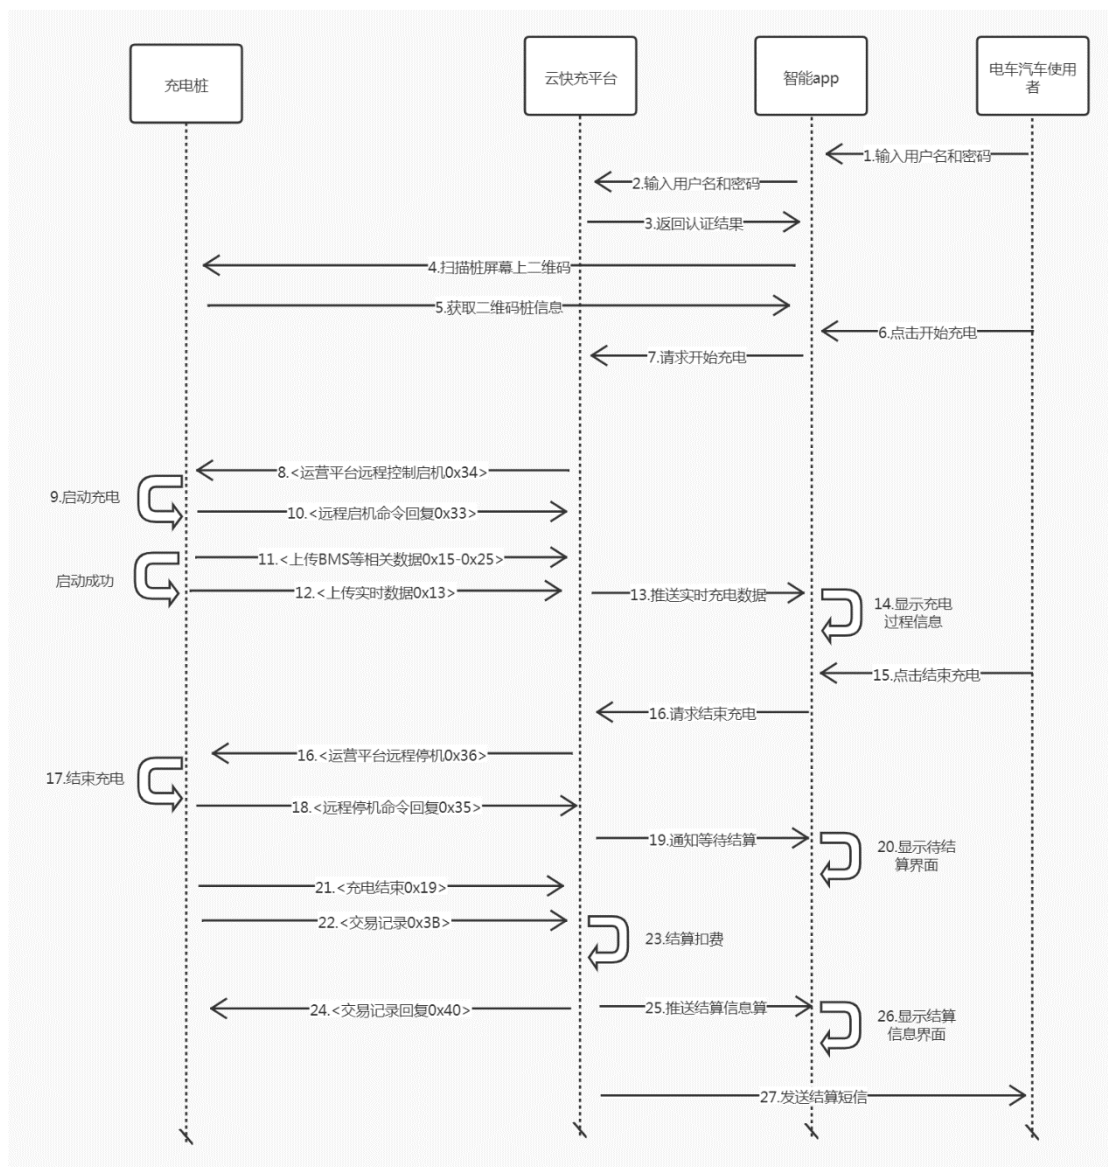 充电桩
云快充平台
智能app
电车汽车使用
者
1.输入用户名和密码
2.输入用户名和密码
3.返回认证结果
4.扫描桩屏幕上二维码
5.获取二维码桩信息
6.点击开始充电
7.请求开始充电
8.<运营平台远程控制启机0x34>
9.启动充电
10.<远程启机命令回复0x33>
11.<上传BMS等相关数据0x15-0x25>
启动成功
12.<上传实时数据0x13>
13.推送实时充电数据
14.显示充电
过程信息
15.点击结束充电
16.请求结束充电
16.<运营平台远程停机0x36>
17.结束充电
18.<远程停机命令回复0x35>
19.通知等待结算
20.显示待结
算界面
21.<充电结束0x19>
22.<交易记录0x3B>
23.结算扣费
24.<交易记录回复0x40>
25.推送结算信息算
26.显示结算
信息界面
27.发送结算短信